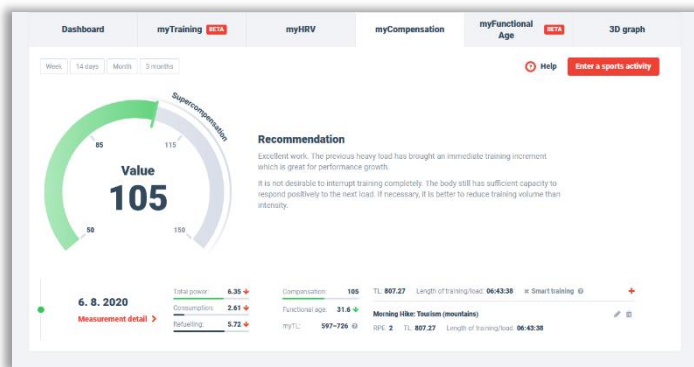 Dashboard
myTraining BETA
myHRV
myCompensation
myFunctional Age BETA
3D graph
Week
14 days
Month
3 months
Help
Enter a sports activity
Supercompensation
85
115
Value
105
50
150
Recommendation
Excellent work. The previous heavy load has brought an immediate training increment
which is great for performance growth.
It is not desirable to interrupt training completely. The body still has sufficient capacity to
respond positively to the next load. If necessary, it is better to reduce training volume than
intensity.
6. 8. 2020
Measurement detail >
Total power: 6.35
Consumption: 2.61
Refuelling: 5.72
Compensation: 105
Functional age: 31.6
myTL: 597–726
TL: 807.27 Length of training/load: 06:43:38 Smart training
Morning Hike: Tourism (mountains)
RPE: 2 TL: 807.27 Length of training/load: 06:43:38